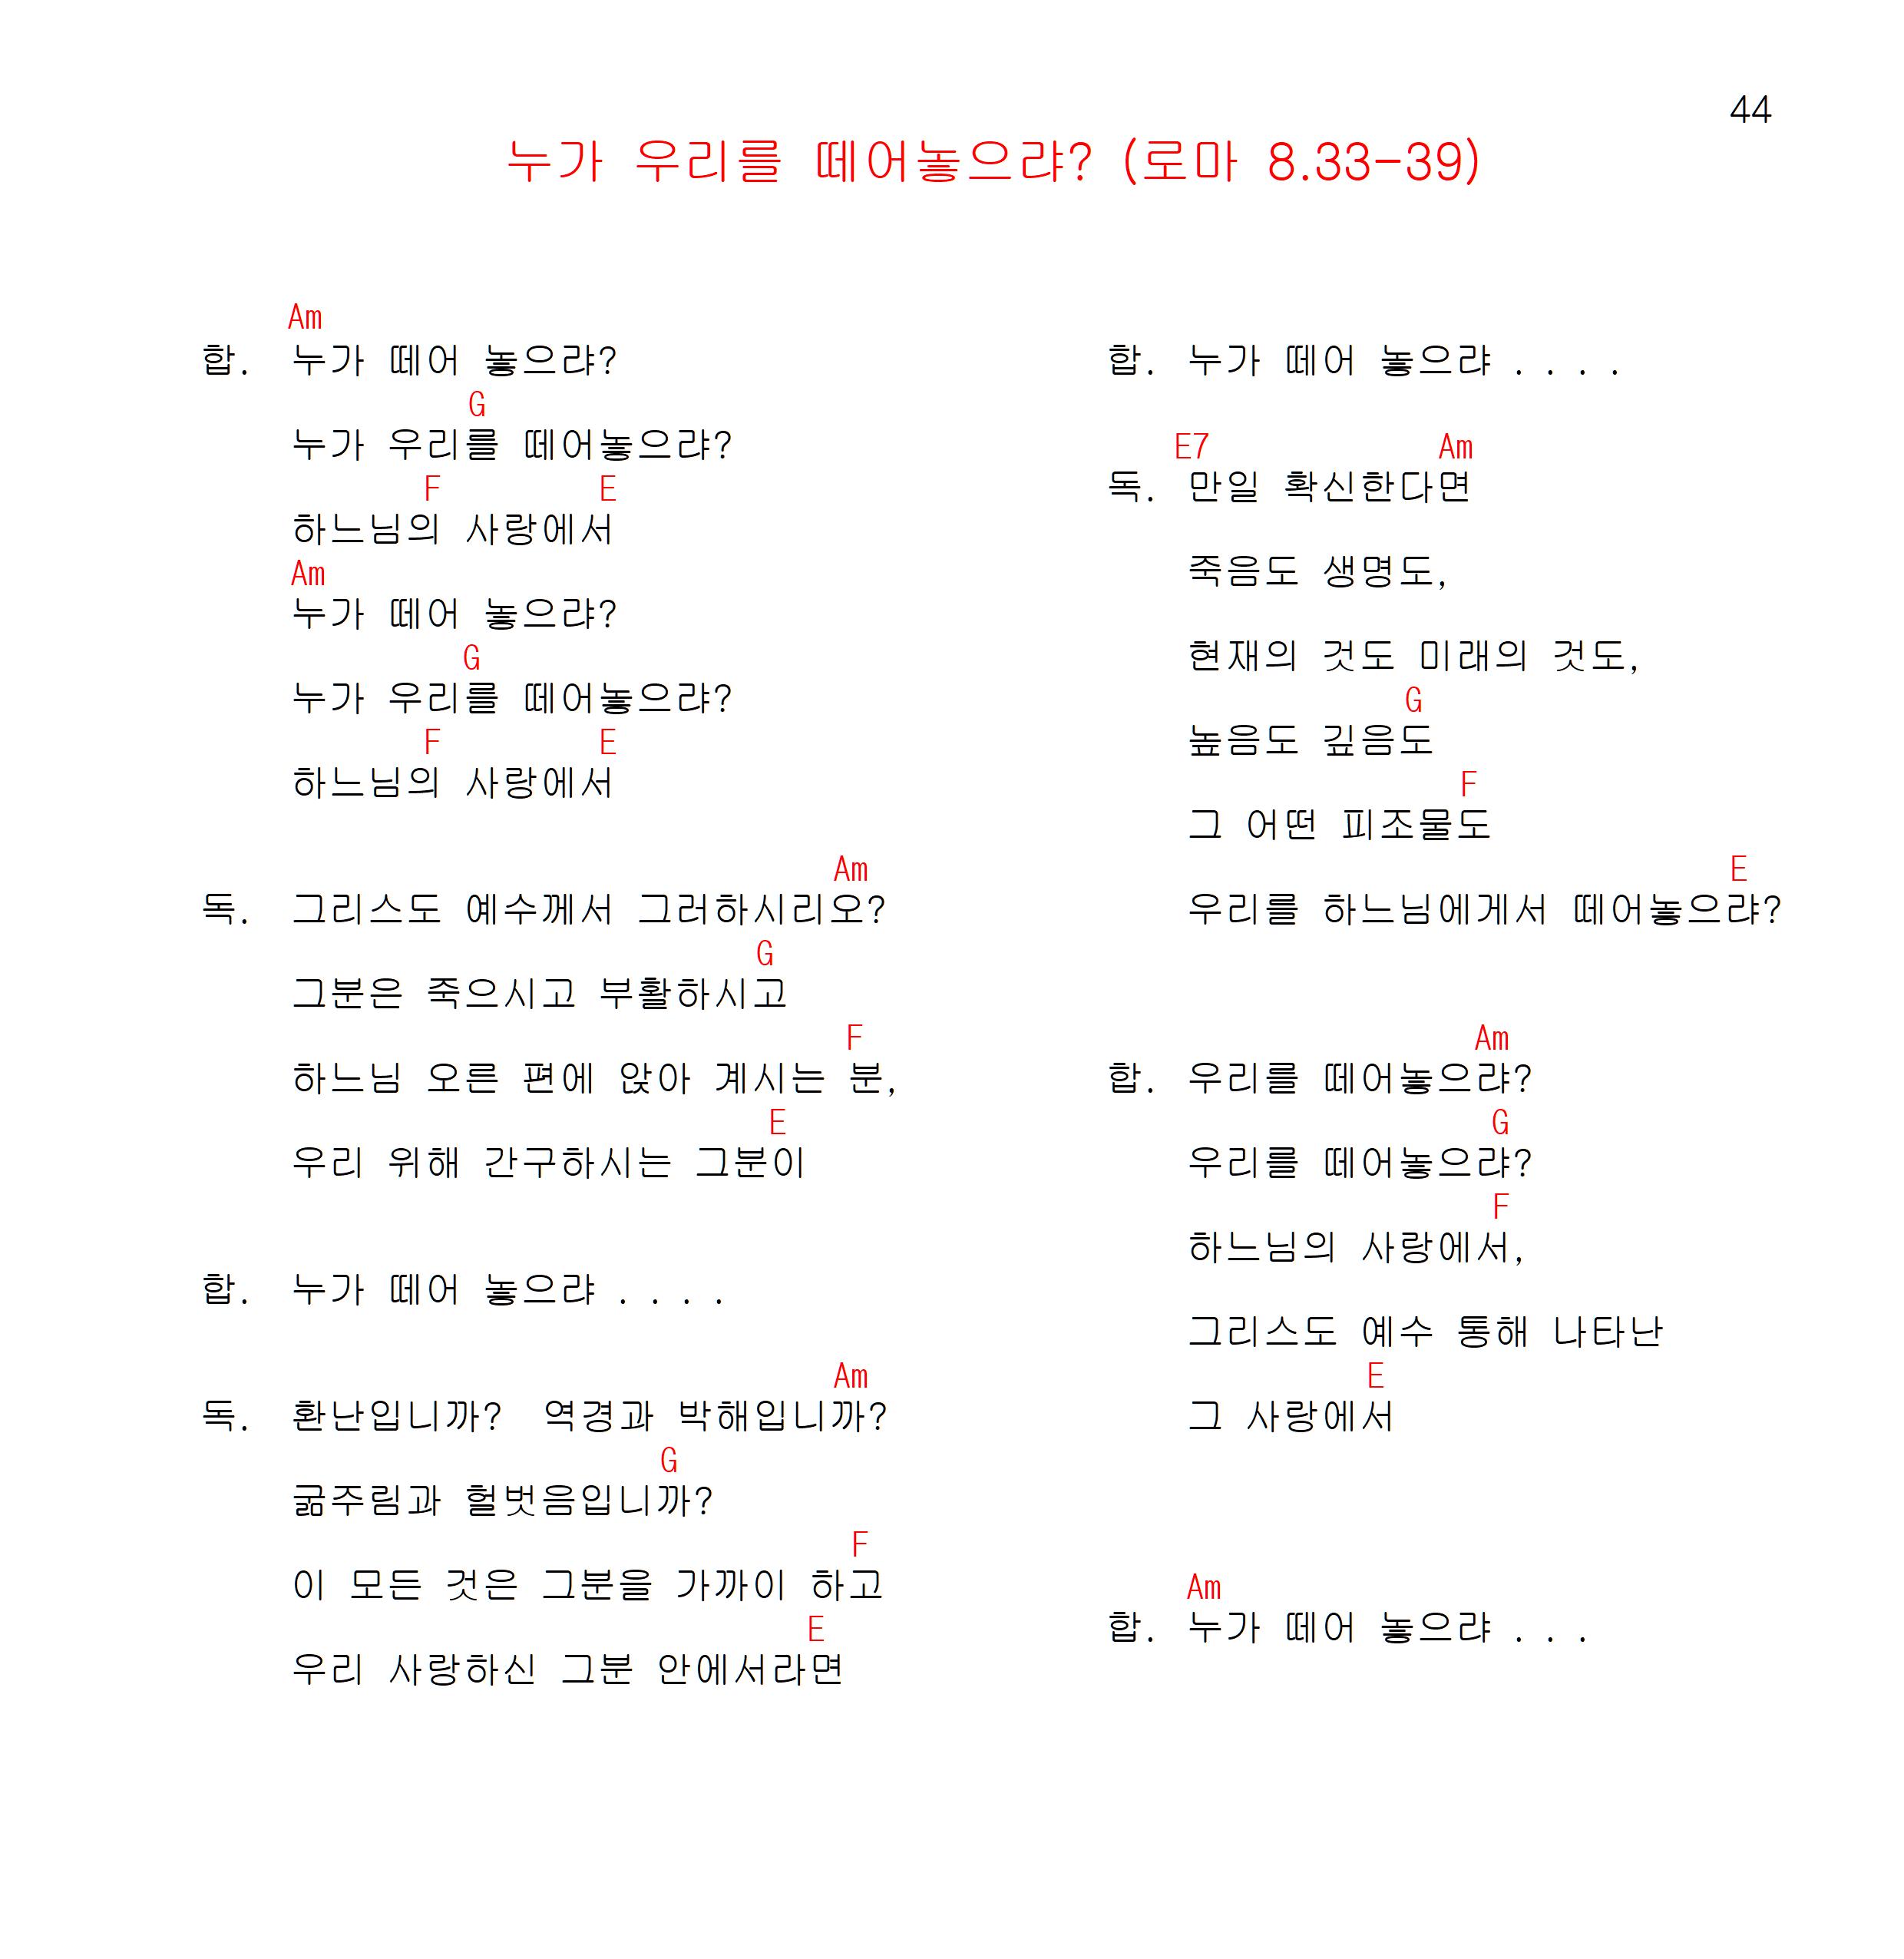 44
누가 우리를 떼어놓으랴? (로마 8.33-39)
Am
합. 누가 떼어 놓으랴?
G
누가 우리를 떼어놓으랴?
F E
하느님의 사랑에서
Am
누가 떼어 놓으랴?
G
누가 우리를 떼어놓으랴?
F E
하느님의 사랑에서
Am
독. 그리스도 예수께서 그러하시리오?
G
그분은 죽으시고 부활하시고
F
하느님 오른 편에 앉아 계시는 분,
E
우리 위해 간구하시는 그분이
합. 누가 떼어 놓으랴 . . . .
Am
독. 환난입니까? 역경과 박해입니까?
G
굶주림과 헐벗음입니까?
F
이 모든 것은 그분을 가까이 하고
E
우리 사랑하신 그분 안에서라면
합. 누가 떼어 놓으랴 . . . .
E7 Am
독. 만일 확신한다면
죽음도 생명도,
현재의 것도 미래의 것도,
G
높음도 깊음도
F
그 어떤 피조물도
E
우리를 하느님에게서 떼어놓으랴?
Am
합. 우리를 떼어놓으랴?
G
우리를 떼어놓으랴?
F
하느님의 사랑에서,
그리스도 예수 통해 나타난
E
그 사랑에서
Am
합. 누가 떼어 놓으랴 . . .